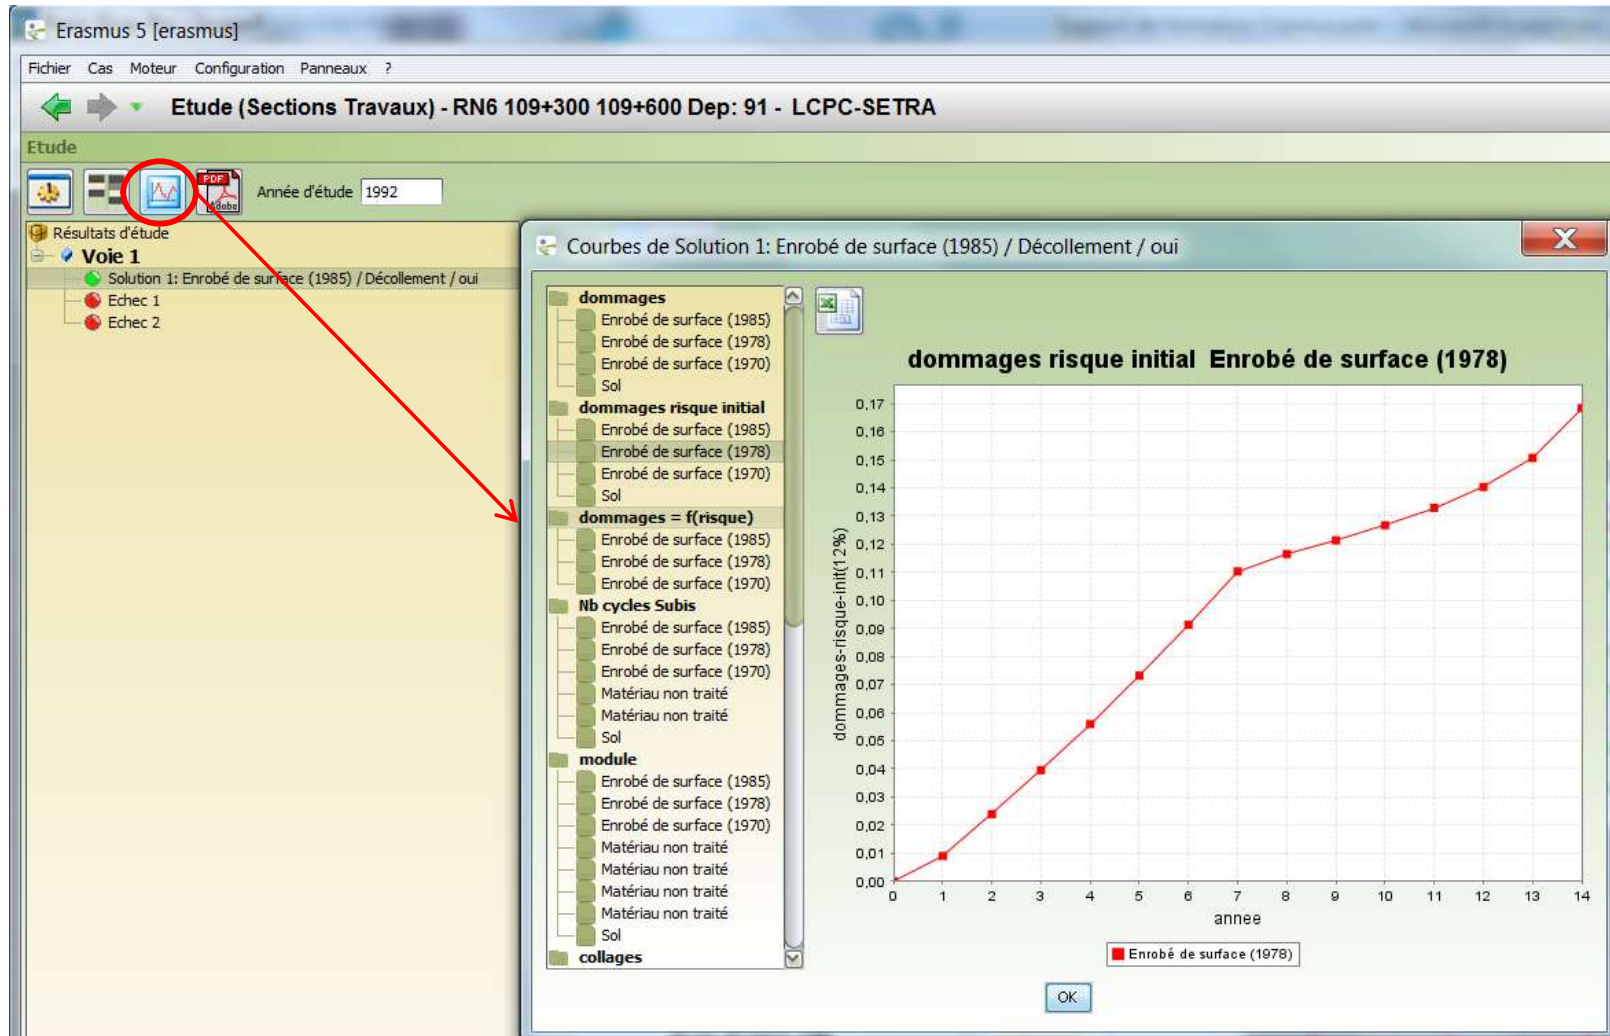 Erasmus 5 [erasmus]
Fichier Cas Moteur Configuration Panneaux ?
Etude (Sections Travaux) - RN6 109+300 109+600 Dep: 91 - LCPC-SETRA
Etude
PDF
Adobe
Année d'étude 1992
Résultats d'étude
Voie 1
Solution 1: Enrobé de surface (1985) / Décollement / oui
Echec 1
Echec 2
Courbes de Solution 1: Enrobé de surface (1985) / Décollement / oui
X
dommages
Enrobé de surface (1985)
Enrobé de surface (1978)
Enrobé de surface (1970)
Sol
dommages risque initial
Enrobé de surface (1985)
Enrobé de surface (1978)
Enrobé de surface (1970)
Sol
dommages = f(risque)
Enrobé de surface (1985)
Enrobé de surface (1978)
Enrobé de surface (1970)
Nb cycles Subis
Enrobé de surface (1985)
Enrobé de surface (1978)
Enrobé de surface (1970)
Matériau non traité
Matériau non traité
Sol
module
Enrobé de surface (1985)
Enrobé de surface (1978)
Enrobé de surface (1970)
Matériau non traité
Matériau non traité
Matériau non traité
Matériau non traité
Sol
collages
dommages risque initial Enrobé de surface (1978)
dommages-risque-init(12%)
0,17
0,16
0,15
0,14
0,13
0,12
0,11
0,10
0,09
0,08
0,07
0,06
0,05
0,04
0,03
0,02
0,01
0,00
0 1 2 3 4 5 6 7 8 9 10 11 12 13 14
annee
Enrobé de surface (1978)
OK